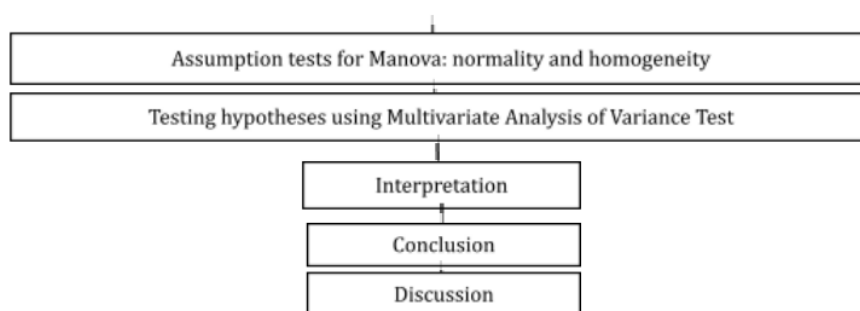 Assumption tests for Manova: normality and homogeneity
Testing hypotheses using Multivariate Analysis of Variance Test
Interpretation
Conclusion
Discussion